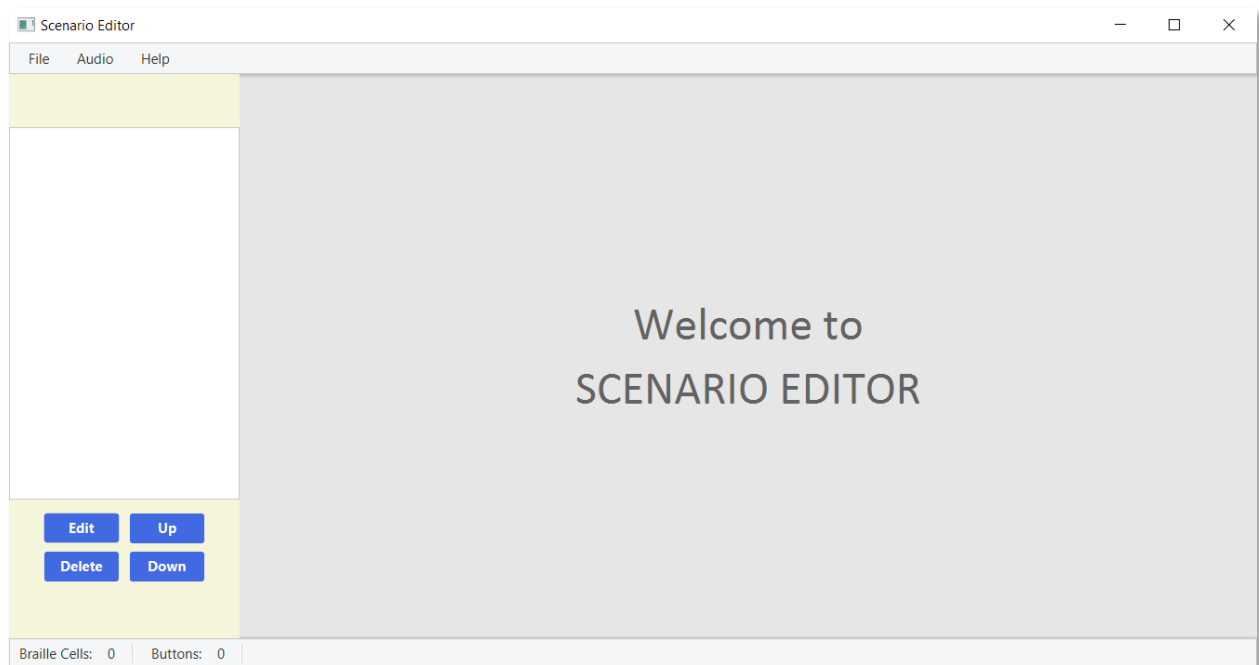 Scenario Editor
File Audio Help
Welcome to
SCENARIO EDITOR
Edit Up
Delete Down
Braille Cells: 0 Buttons: 0